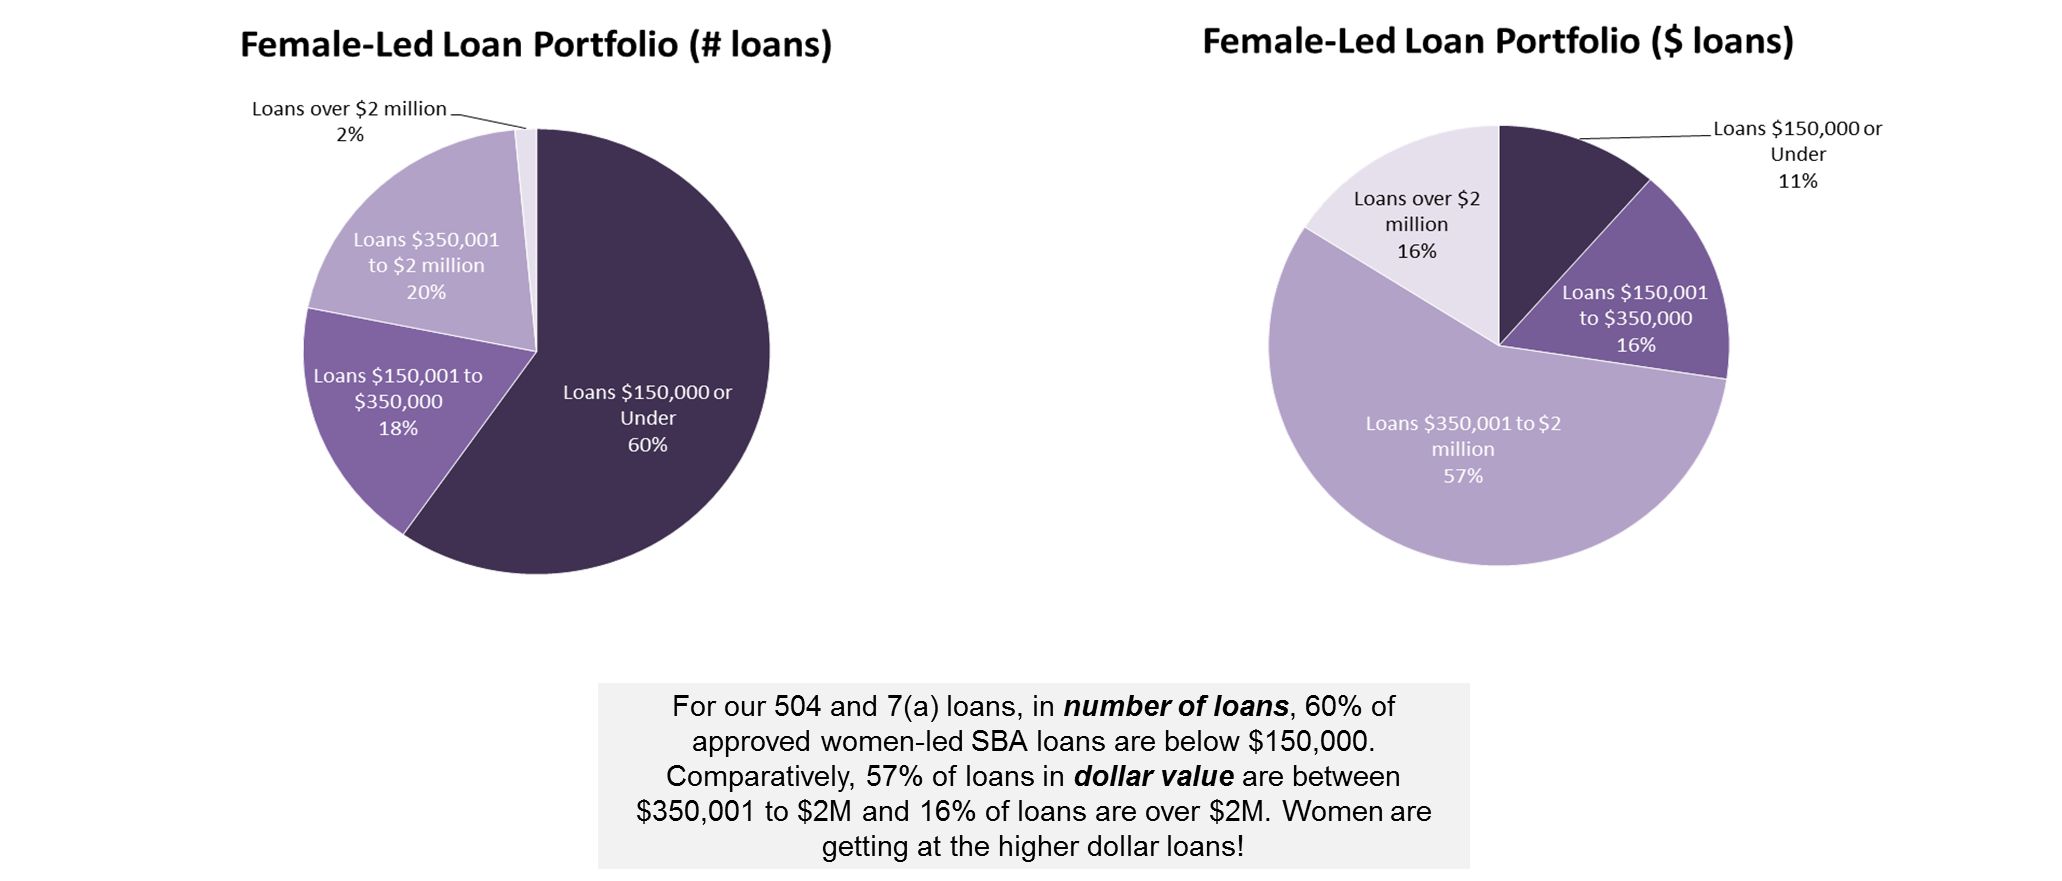 Female-Led Loan Portfolio (# loans)
Loans over $2 million
2%
Loans $350,001
to $2 million
20%
Loans $150,001 to
$350,000
18%
Loans $150,000 or
Under
60%
Female-Led Loan Portfolio ($ loans)
Loans $150,000 or
Under
11%
Loans over $2
million
16%
Loans $150,001
to $350,000
16%
Loans $350,001 to $2
million
57%
For our 504 and 7(a) loans, in number of loans, 60% of
approved women-led SBA loans are below $150,000.
Comparatively, 57% of loans in dollar value are between
$350,001 to $2M and 16% of loans are over $2M. Women are
getting at the higher dollar loans!